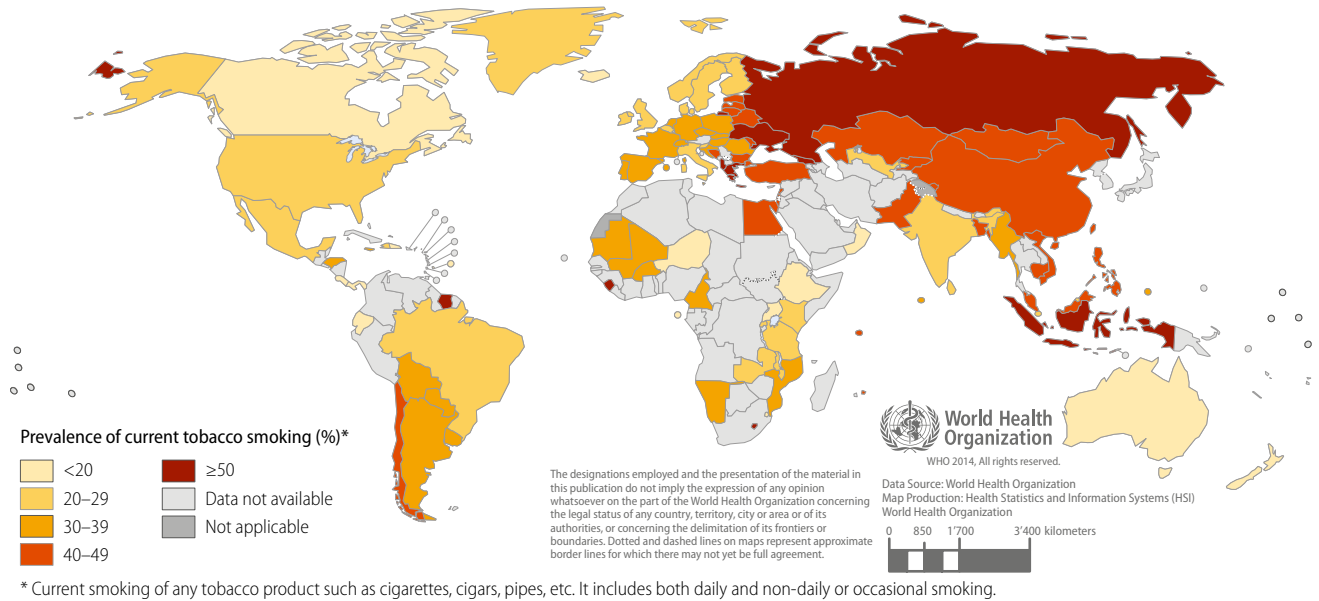 Prevalence of current tobacco smoking (%)*
<20
20–29
30–39
40–49
≥50
Data not available
Not applicable
The designations employed and the presentation of the material in
this publication do not imply the expression of any opinion
whatsoever on the part of the World Health Organization concerning
the legal status of any country, territory, city or area or of its
authorities, or concerning the delimitation of its frontiers or
boundaries. Dotted and dashed lines on maps represent approximate
border lines for which there may not yet be full agreement.
World Health
Organization
WHO 2014, All rights reserved.
Data Source: World Health Organization
Map Production: Health Statistics and Information Systems (HSI)
World Health Organization
0 850 1'700 3'400 kilometers
* Current smoking of any tobacco product such as cigarettes, cigars, pipes, etc. It includes both daily and non-daily or occasional smoking.